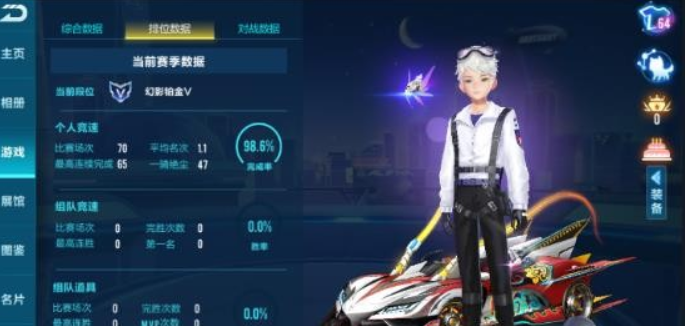 综合数据 排位数据 对战数据
主页
当前赛季数据
64
当前段位 幻影铂金V
相册
0
个人竞速
比赛场次 70 平均名次 1.1
98.6%
游戏
最高连续完成 65 一骑绝尘 47
完成率
装备
展馆
组队竞速
比赛场次 0 完胜次数 0
0.0%
最高连胜 0 第一名 0
胜率
图鉴
组队道具
名片
比赛场次 0 完胜次数 0
0.0%
最高连胜 0 MVP次数 0